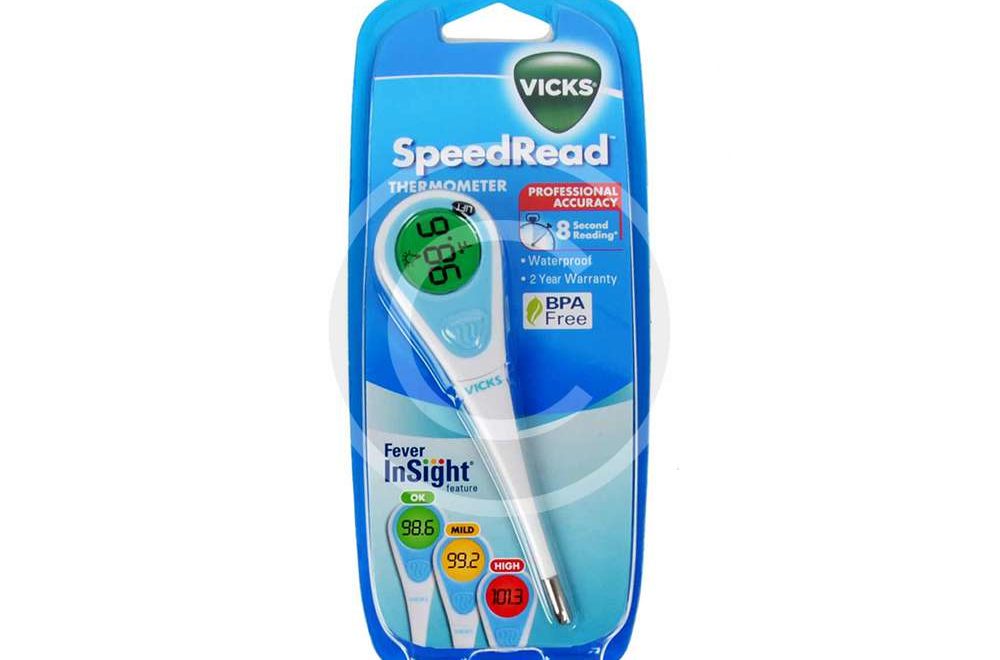 VICKS®
SpeedRead™
THERMOMETER
PROFESSIONAL
ACCURACY
8 Second
Reading*
• Waterproof
• 2 Year Warranty
BPA
Free
LIFT
98.6
°F
VICKS
Fever
InSight®
feature
OK
98.6
MILD
99.2
HIGH
101.3